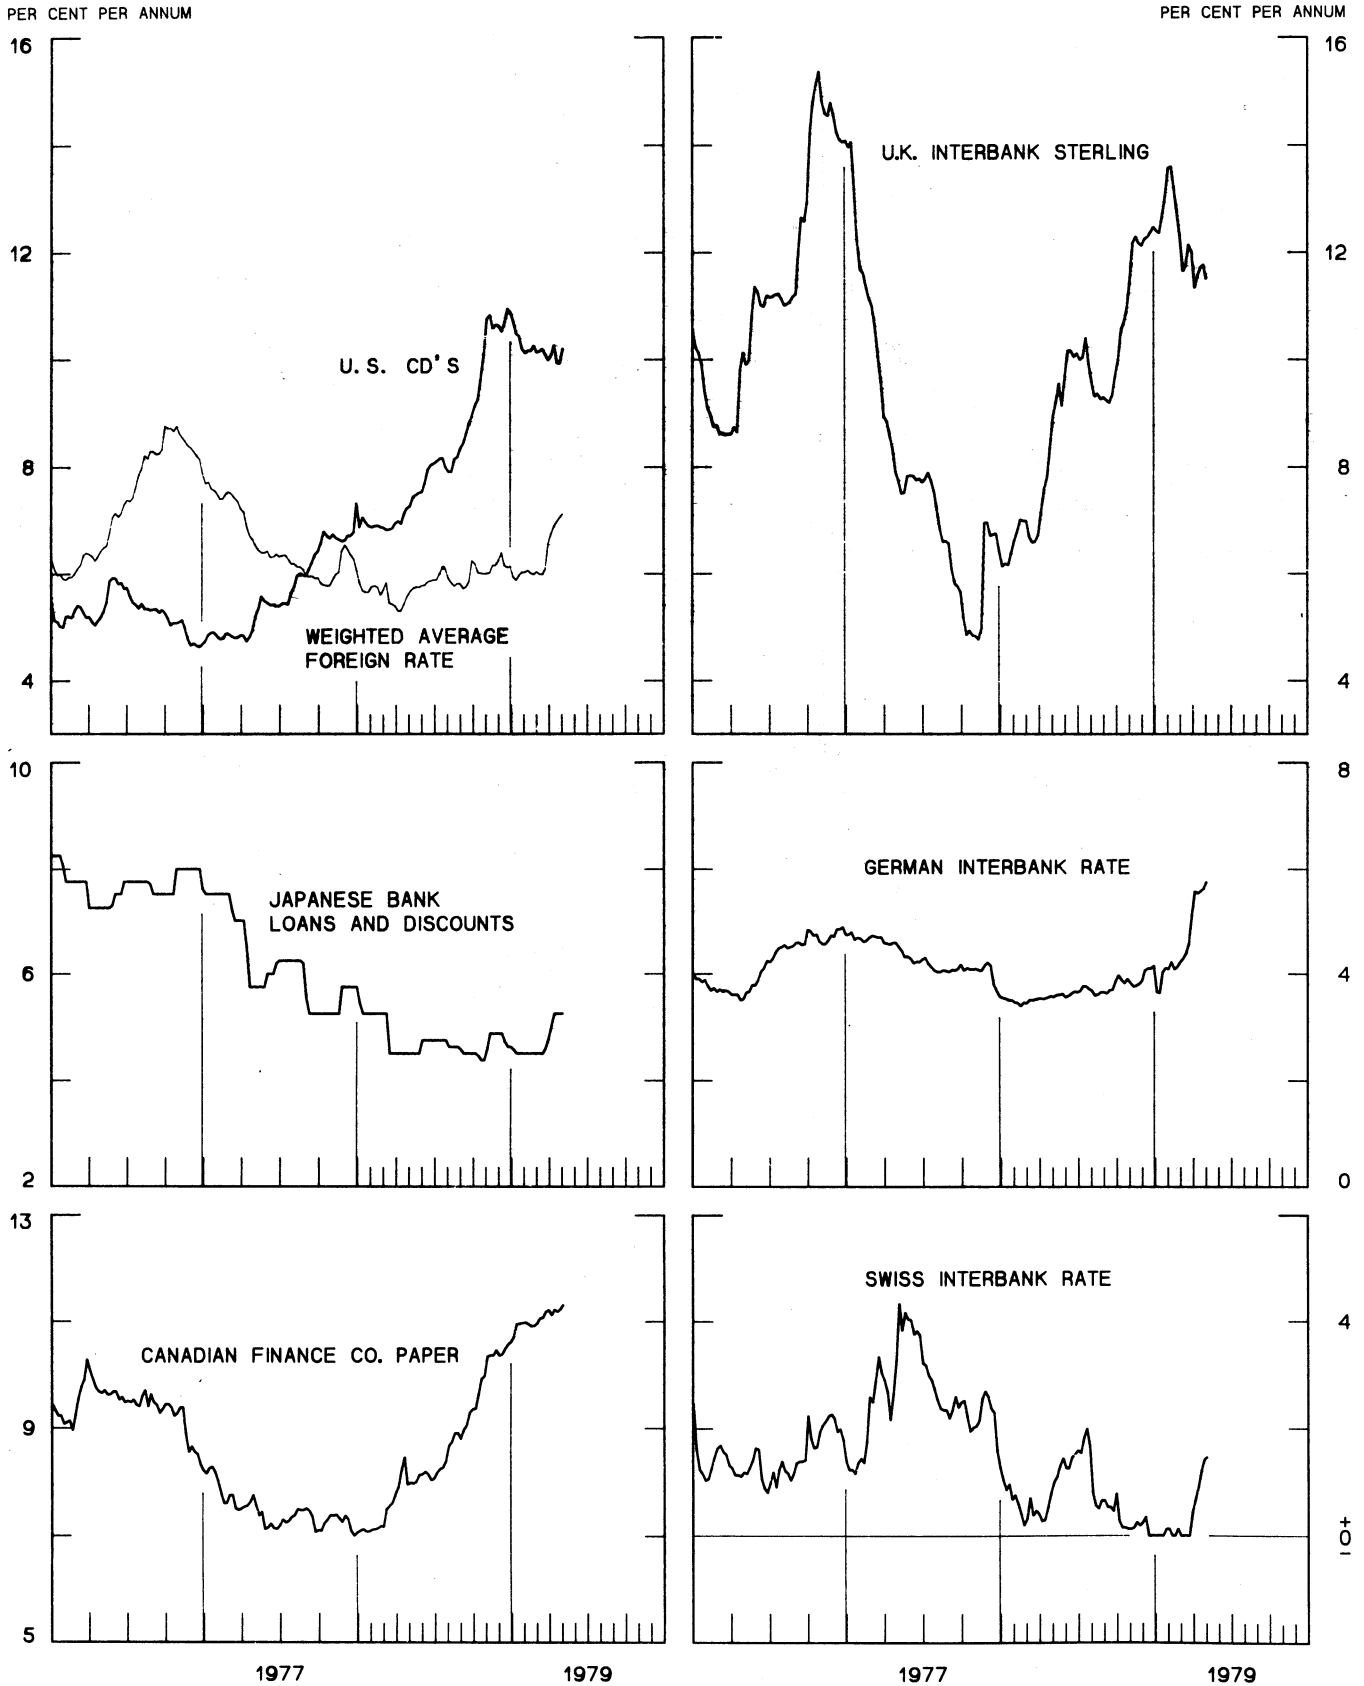 PER CENT PER ANNUM
PER CENT PER ANNUM
16
12
8
4
U.S. CD'S
WEIGHTED AVERAGE
FOREIGN RATE
16
12
8
4
U.K. INTERBANK STERLING
10
6
2
JAPANESE BANK
LOANS AND DISCOUNTS
8
4
0
GERMAN INTERBANK RATE
13
9
5
CANADIAN FINANCE CO. PAPER
SWISS INTERBANK RATE
4
+
0
−
1977
1979
1977
1979